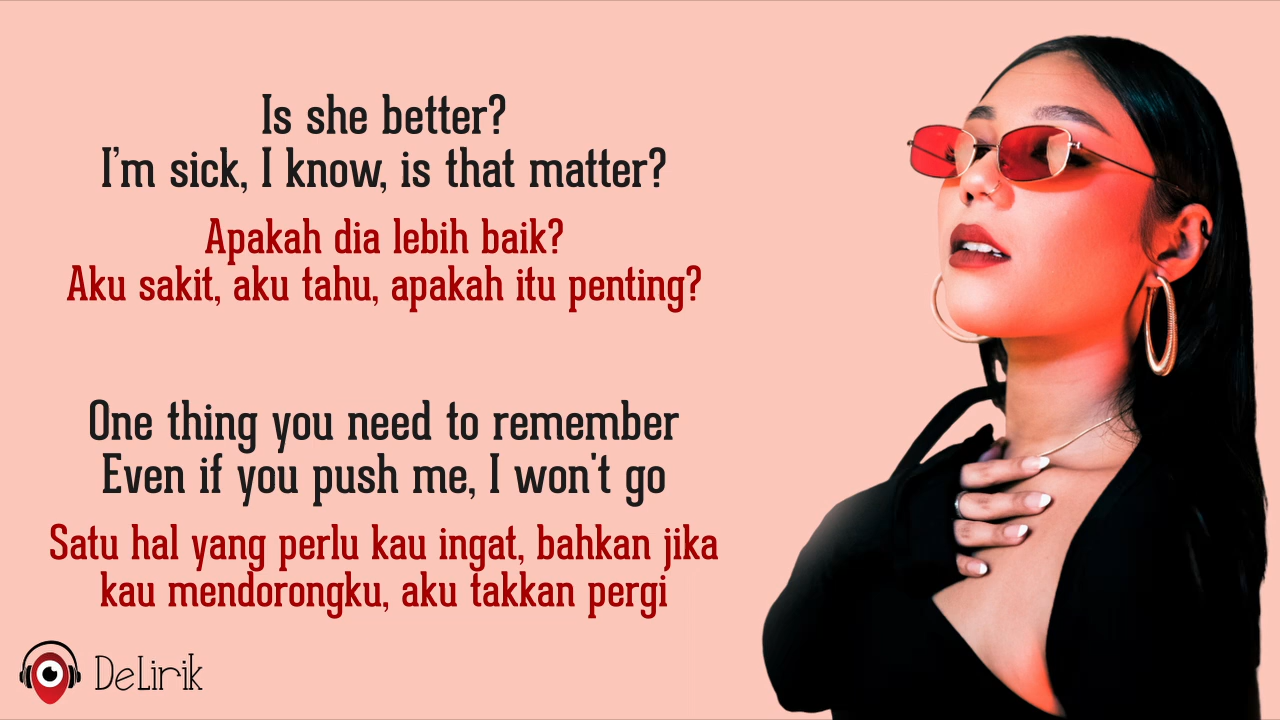 Is she better?
I'm sick, I know, is that matter?
Apakah dia lebih baik?
Aku sakit, aku tahu, apakah itu penting?
One thing you need to remember
Even if you push me, I won't go
Satu hal yang perlu kau ingat, bahkan jika
kau mendorongku, aku takkan pergi
DeLirik